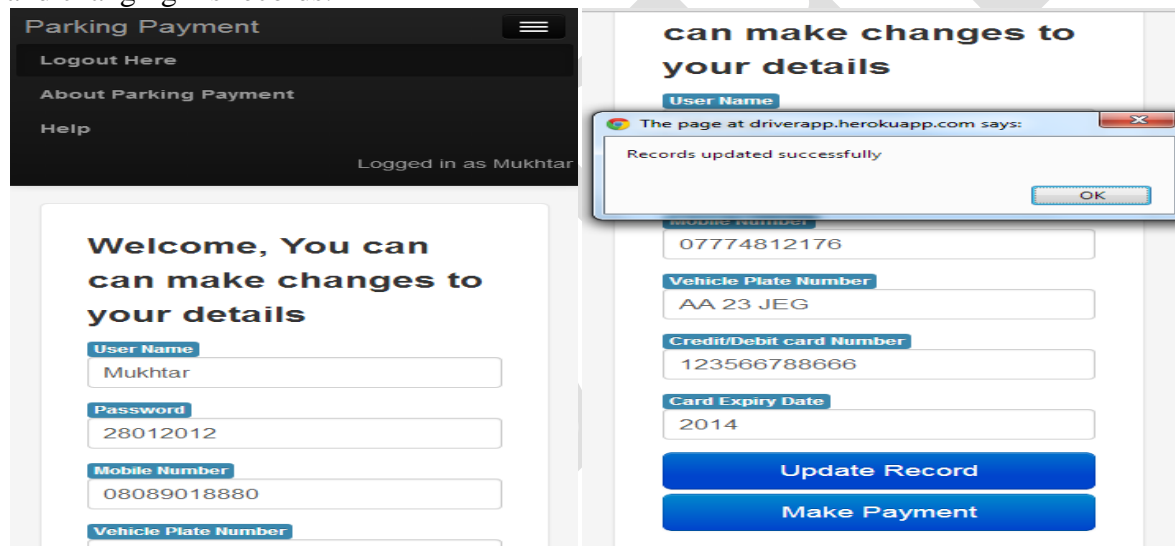 Parking Payment
Logout Here
About Parking Payment
Help
Logged in as Mukhtar
Welcome, You can
can make changes to
your details
User Name
Mukhtar
Password
28012012
Mobile Number
08089018880
Vehicle Plate Number
can make changes to
your details
User Name
The page at driverapp.herokuapp.com says:
Records updated successfully
OK
Mobile Number
07774812176
Vehicle Plate Number
AA 23 JEG
Credit/Debit card Number
123566788666
Card Expiry Date
2014
Update Record
Make Payment